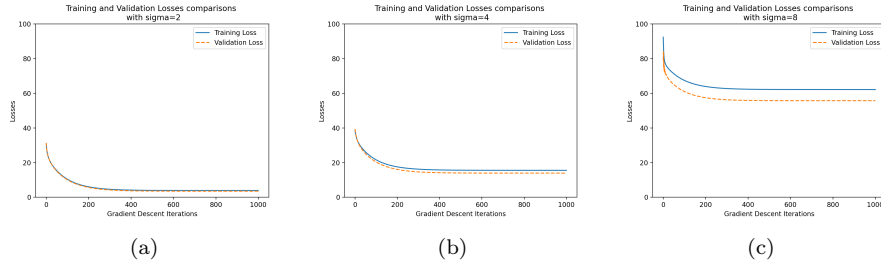 Training and Validation Losses comparisons
with sigma=2
100
80
60
40
20
0
Losses
Training Loss
Validation Loss
0 200 400 600 800 1000
Gradient Descent Iterations
(a)
Training and Validation Losses comparisons
with sigma=4
100
80
60
40
20
0
Losses
Training Loss
Validation Loss
0 200 400 600 800 1000
Gradient Descent Iterations
(b)
Training and Validation Losses comparisons
with sigma=8
100
80
60
40
20
0
Losses
Training Loss
Validation Loss
0 200 400 600 800 1000
Gradient Descent Iterations
(c)